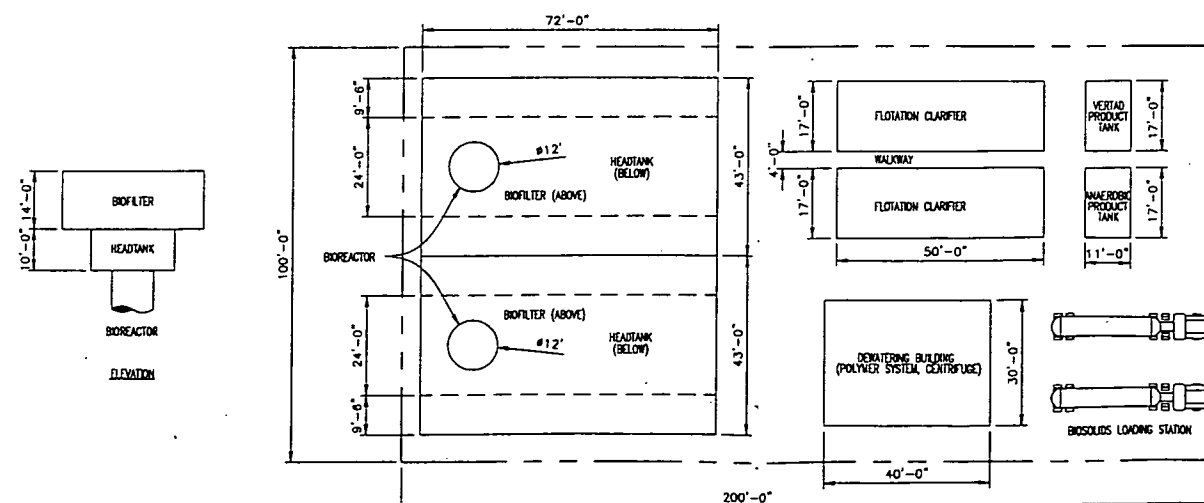 72'-0"
9'-6"
24'-0"
ø12'
HEADTANK
(BELOW)
BIOFILTER (ABOVE)
43'-0"
100'-0"
BIOREACTOR
BIOFILTER (ABOVE)
24'-0"
ø12'
HEADTANK
(BELOW)
43'-0"
9'-6"
14'-0"
BIOFILTER
10'-0"
HEADTANK
BIOREACTOR
ELEVATION
17'-0"
FLOTATION CLARIFIER
4'-0"
WALKWAY
17'-0"
FLOTATION CLARIFIER
50'-0"
VERTAD
PRODUCT
TANK
17'-0"
ANAEROBIC
PRODUCT
TANK
17'-0"
11'-0"
DEWATERING BUILDING
(POLYMER SYSTEM, CENTRIFUGE)
30'-0"
40'-0"
BIOSOLIDS LOADING STATION
200'-0"